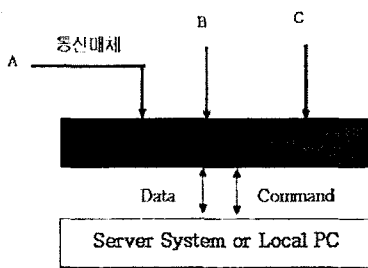 B
C
통신매체
A
Data
Command
Server System or Local PC